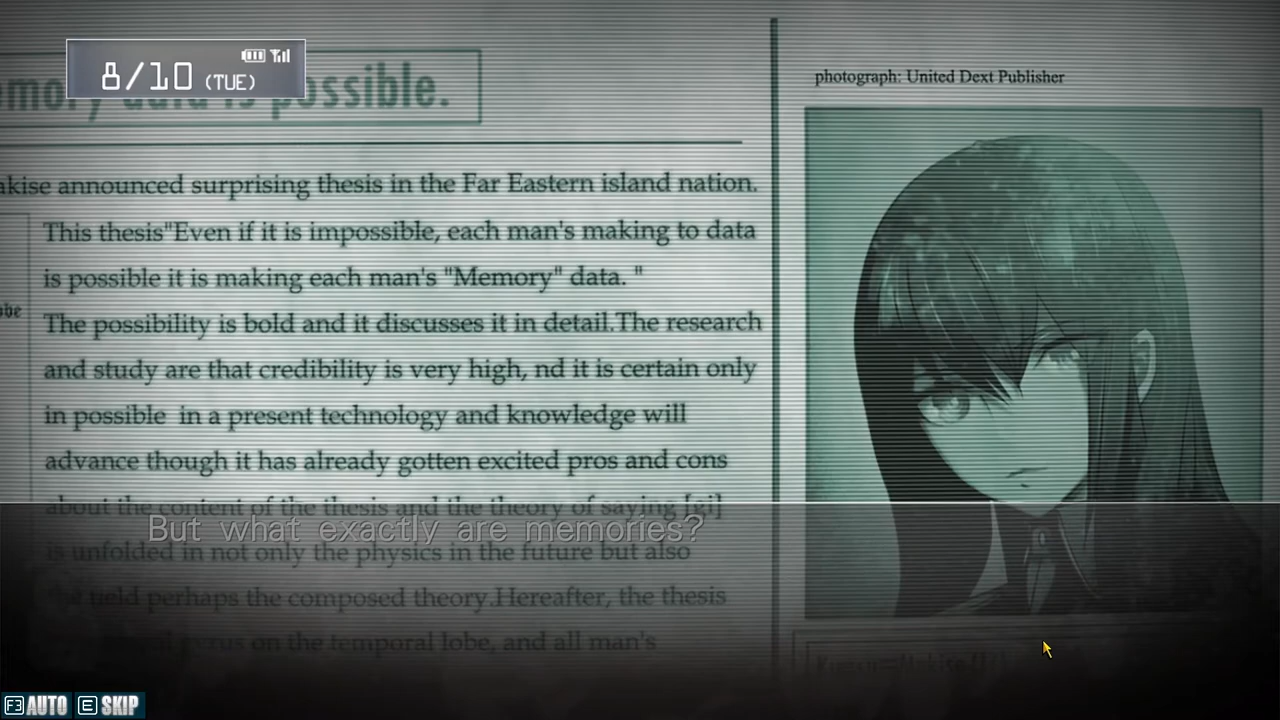 8/10 (TUE)
possible.
photograph: United Dext Publisher
akise announced surprising thesis in the Far Eastern island nation.
This thesis"Even if it is impossible, each man's making to data
is possible it is making each man's "Memory" data. "
The possibility is bold and it discusses it in detail.The research
and study are that credibility is very high, nd it is certain only
in possible in a present technology and knowledge will
advance though it has already gotten excited pros and cons
about the content of the thesis and the theory of saying
But what exactly are memories?
is unfolded in not only the physics in the future but also
field perhaps the composed theory.Hereafter, the thesis
gyrus on the temporal lobe, and all man's
F3 AUTO E SKIP